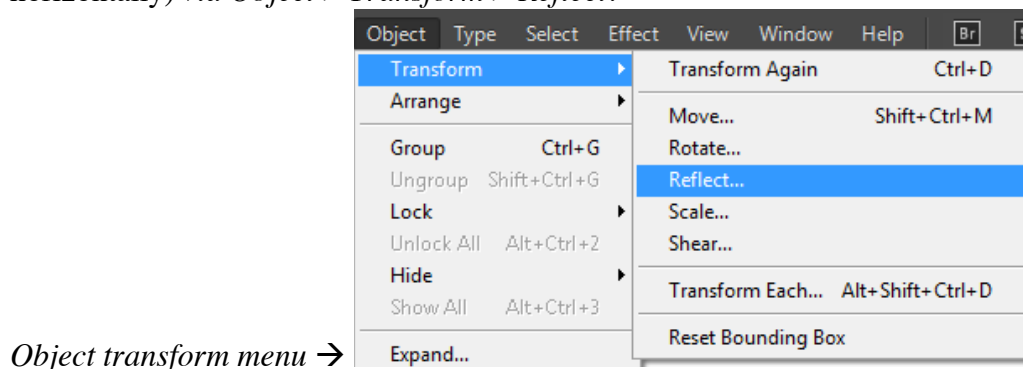 horizontally, via Object > Transform > Reflect.
Object Type Select Effect View Window Help Br
Transform
Arrange
Group Ctrl+G
Ungroup Shift+Ctrl+G
Lock
Unlock All Alt+Ctrl+2
Hide
Show All Alt+Ctrl+3
Expand...
Transform Again Ctrl+D
Move... Shift+Ctrl+M
Rotate...
Reflect...
Scale...
Shear...
Transform Each... Alt+Shift+Ctrl+D
Reset Bounding Box
Object transform menu →